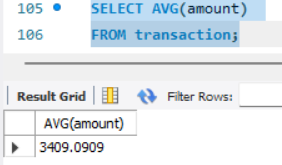 105 SELECT AVG(amount)
106 FROM transaction;
Result Grid Filter Rows:
AVG(amount)
3409.0909